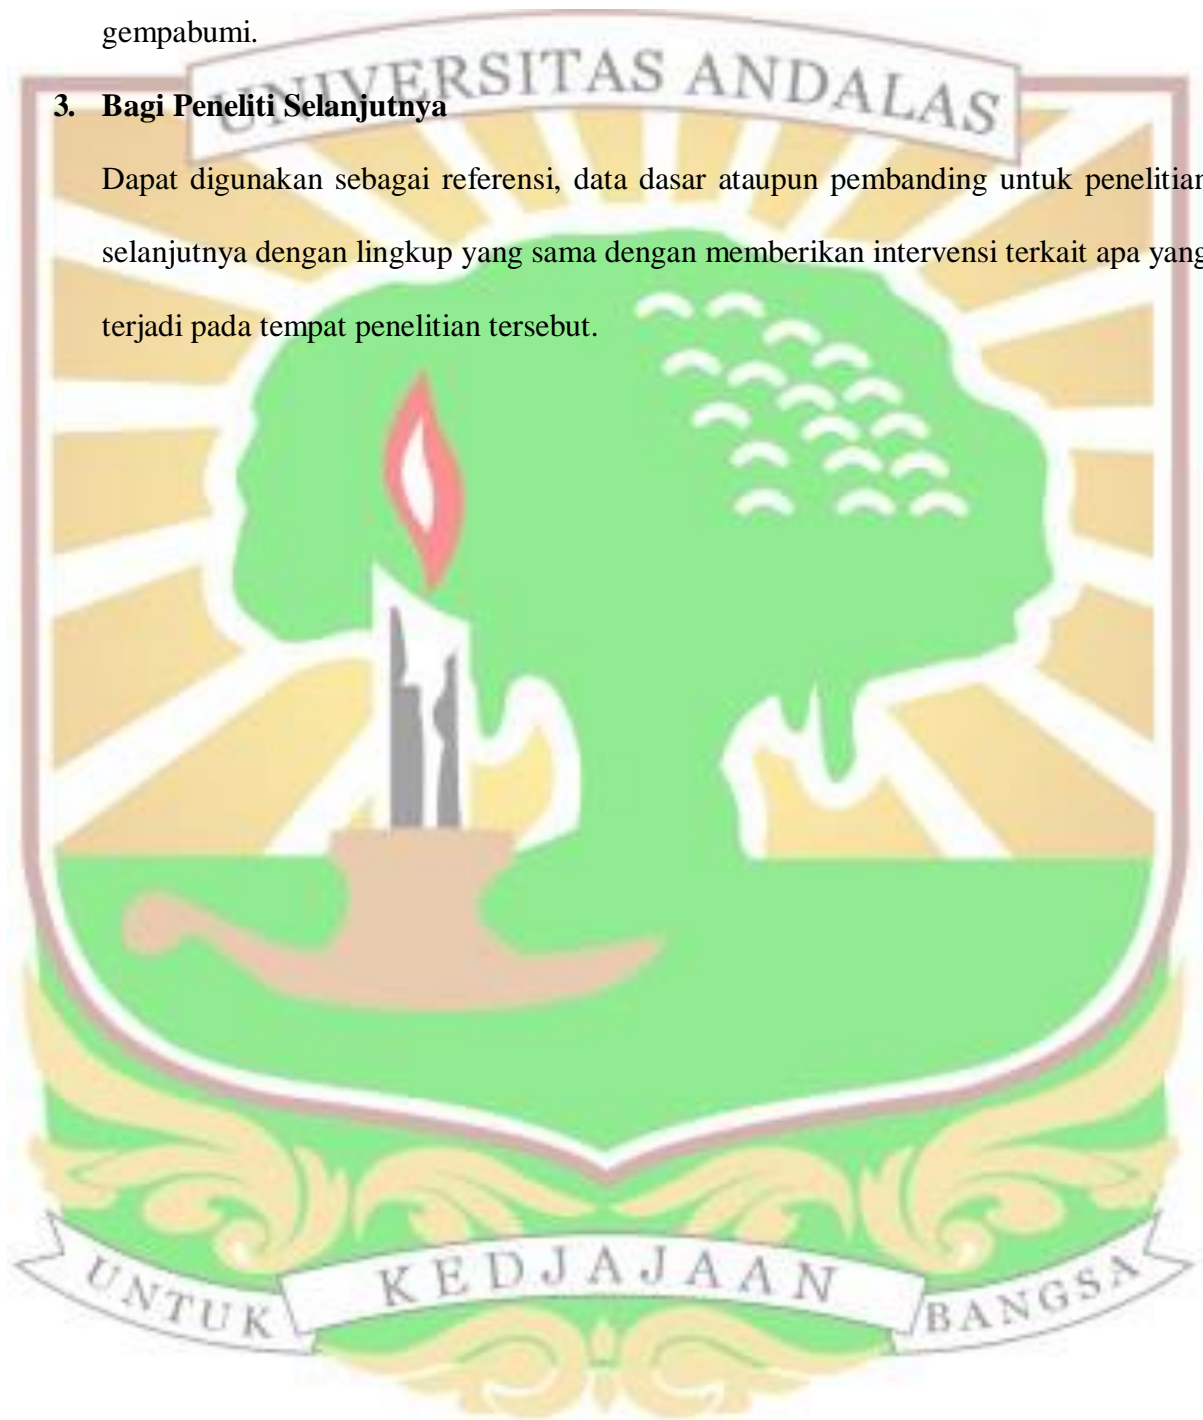 gempabumi.
UNIVERSITAS ANDALAS
3. Bagi Peneliti Selanjutnya
Dapat digunakan sebagai referensi, data dasar ataupun pembanding untuk penelitian
selanjutnya dengan lingkup yang sama dengan memberikan intervensi terkait apa yang
terjadi pada tempat penelitian tersebut.
UNTUK KEDJAJAAN BANGSA